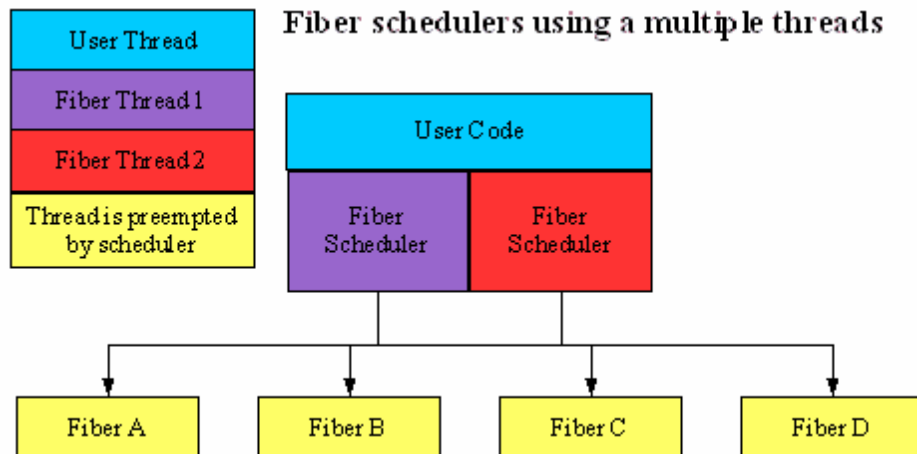 Fiber schedulers using a multiple threads
User Thread
Fiber Thread 1
Fiber Thread 2
Thread is preempted
by scheduler
User Code
Fiber
Scheduler
Fiber
Scheduler
Fiber A
Fiber B
Fiber C
Fiber D